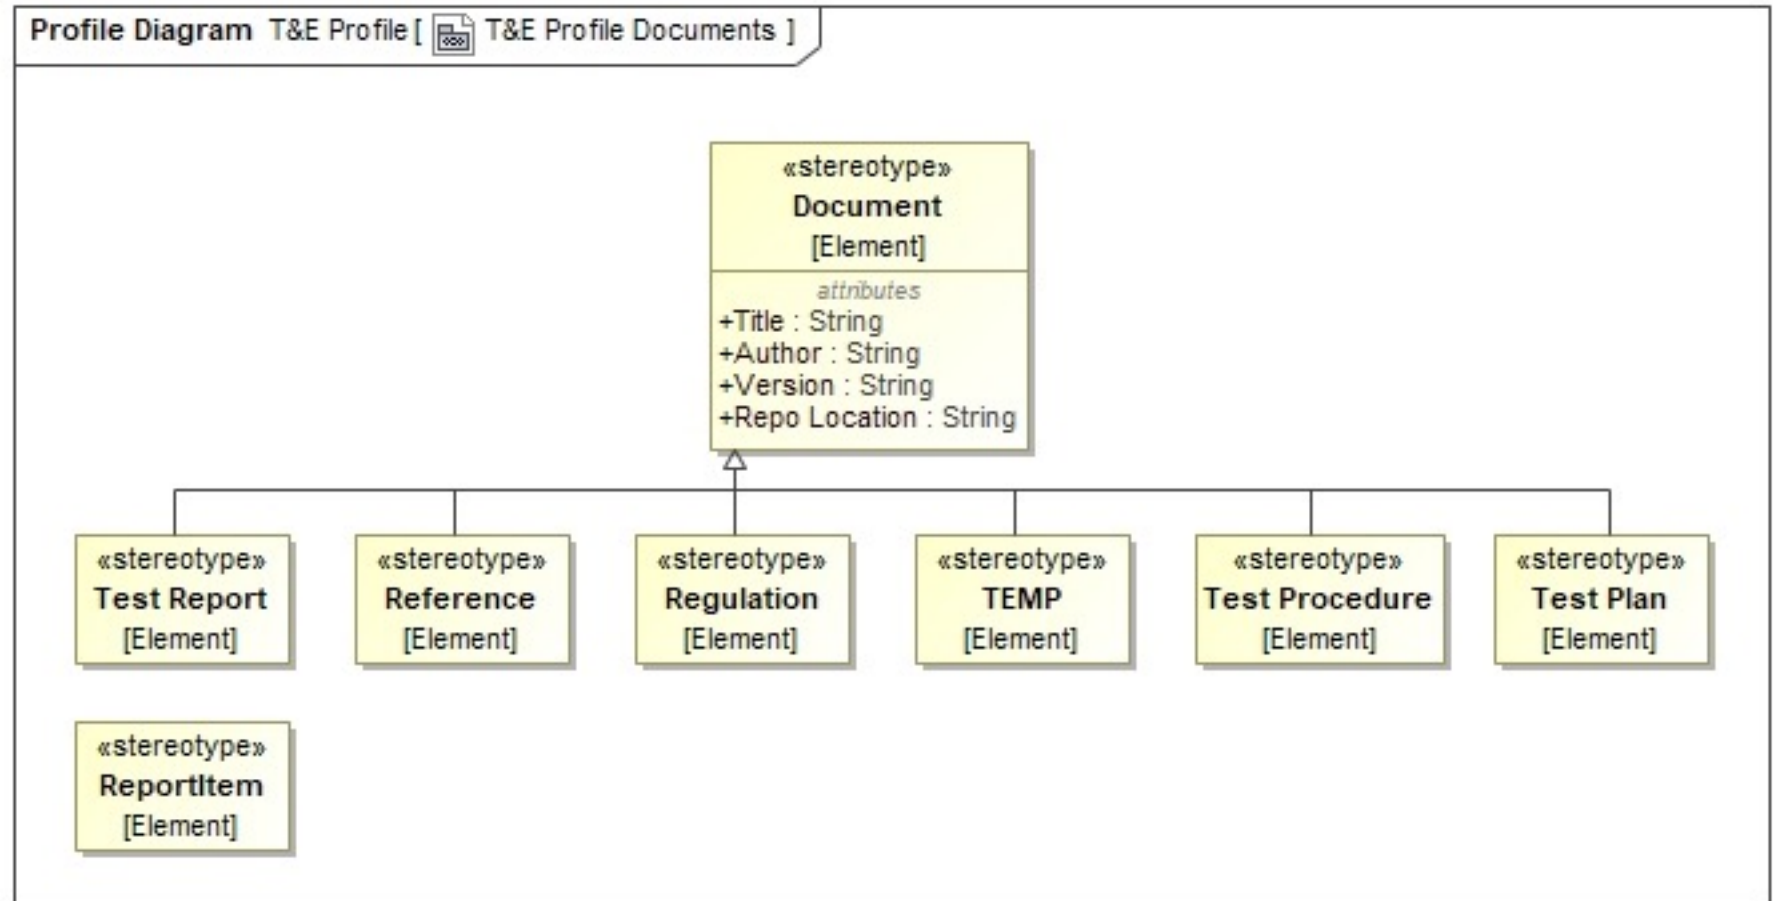 Profile Diagram T&E Profile [ T&E Profile Documents ]
«stereotype»
Document
[Element]
attributes
+Title : String
+Author : String
+Version : String
+Repo Location : String
«stereotype»
Test Report
[Element]
«stereotype»
Reference
[Element]
«stereotype»
Regulation
[Element]
«stereotype»
TEMP
[Element]
«stereotype»
Test Procedure
[Element]
«stereotype»
Test Plan
[Element]
«stereotype»
ReportItem
[Element]